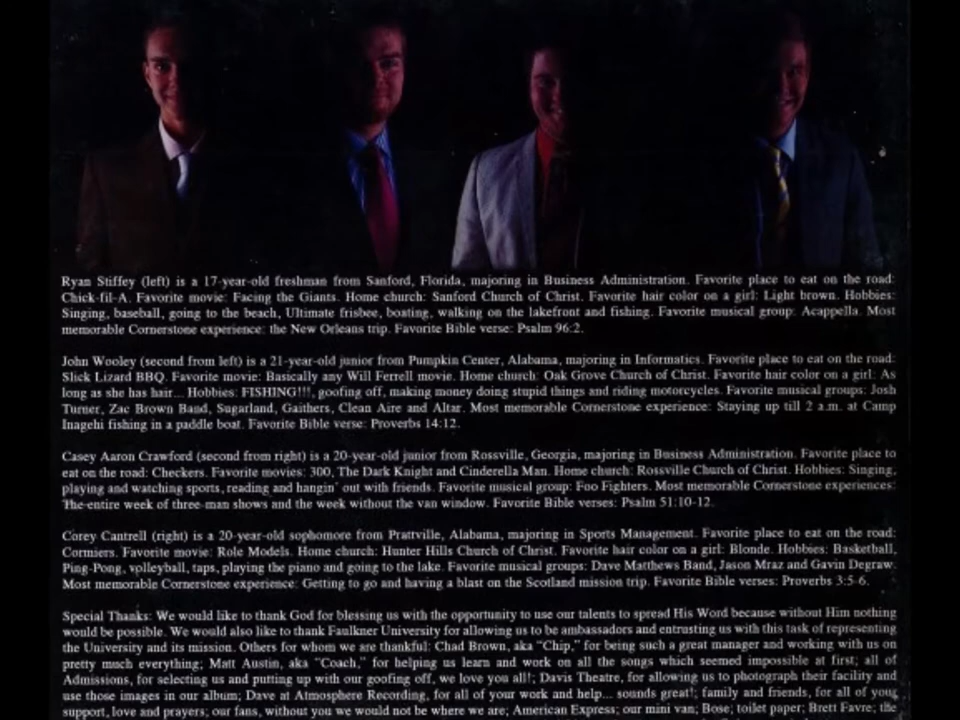 Ryan Stiffey (left) is a 17-year-old freshman from Sanford, Florida, majoring in Business Administration. Favorite place to eat on the road:
Chick-fil-A. Favorite movie: Facing the Giants. Home church: Sanford Church of Christ. Favorite hair color on a girl: Light brown. Hobbies:
Singing, baseball, going to the beach, Ultimate frisbee, boating, walking on the lakefront and fishing. Favorite musical group: Acappella. Most
memorable Cornerstone experience: the New Orleans trip. Favorite Bible verse: Psalm 96:2.
John Wooley (second from left) is a 21-year-old junior from Pumpkin Center, Alabama, majoring in Informatics. Favorite place to eat on the road:
Slick Lizard BBQ. Favorite movie: Basically any Will Ferrell movie. Home church: Oak Grove Church of Christ. Favorite hair color on a girl: As
long as she has hair... Hobbies: FISHING!!!, goofing off, making money doing stupid things and riding motorcycles. Favorite musical groups: Josh
Turner, Zac Brown Band, Sugarland, Gaithers, Clean Aire and Altar. Most memorable Cornerstone experience: Staying up till 2 a.m. at Camp
Inagehi fishing in a paddle boat. Favorite Bible verse: Proverbs 14:12.
Casey Aaron Crawford (second from right) is a 20-year-old junior from Rossville, Georgia, majoring in Business Administration. Favorite place to
eat on the road: Checkers. Favorite movies: 300, The Dark Knight and Cinderella Man. Home church: Rossville Church of Christ. Hobbies: Singing,
playing and watching sports, reading and hangin' out with friends. Favorite musical group: Foo Fighters. Most memorable Cornerstone experiences:
The entire week of three-man shows and the week without the van window. Favorite Bible verses: Psalm 51:10-12.
Corey Cantrell (right) is a 20-year-old sophomore from Prattville, Alabama, majoring in Sports Management. Favorite place to eat on the road:
Cormiers. Favorite movie: Role Models. Home church: Hunter Hills Church of Christ. Favorite hair color on a girl: Blonde. Hobbies: Basketball,
Ping-Pong, volleyball, taps, playing the piano and going to the lake. Favorite musical groups: Dave Matthews Band, Jason Mraz and Gavin Degraw.
Most memorable Cornerstone experience: Getting to go and having a blast on the Scotland mission trip. Favorite Bible verses: Proverbs 3:5-6.
Special Thanks: We would like to thank God for blessing us with the opportunity to use our talents to spread His Word because without Him nothing
would be possible. We would also like to thank Faulkner University for allowing us to be ambassadors and entrusting us with this task of representing
the University and its mission. Others for whom we are thankful: Chad Brown, aka "Chip," for being such a great manager and working with us on
pretty much everything; Matt Austin, aka "Coach," for helping us learn and work on all the songs which seemed impossible at first; all of
Admissions, for selecting us and putting up with our goofing off, we love you all!; Davis Theatre, for allowing us to photograph their facility and
use those images in our album; Dave at Atmosphere Recording, for all of your work and help... sounds great!; family and friends, for all of your
support, love and prayers; our fans, without you we would not be where we are; American Express; our mini van; Bose; toilet paper; Brett Favre; the